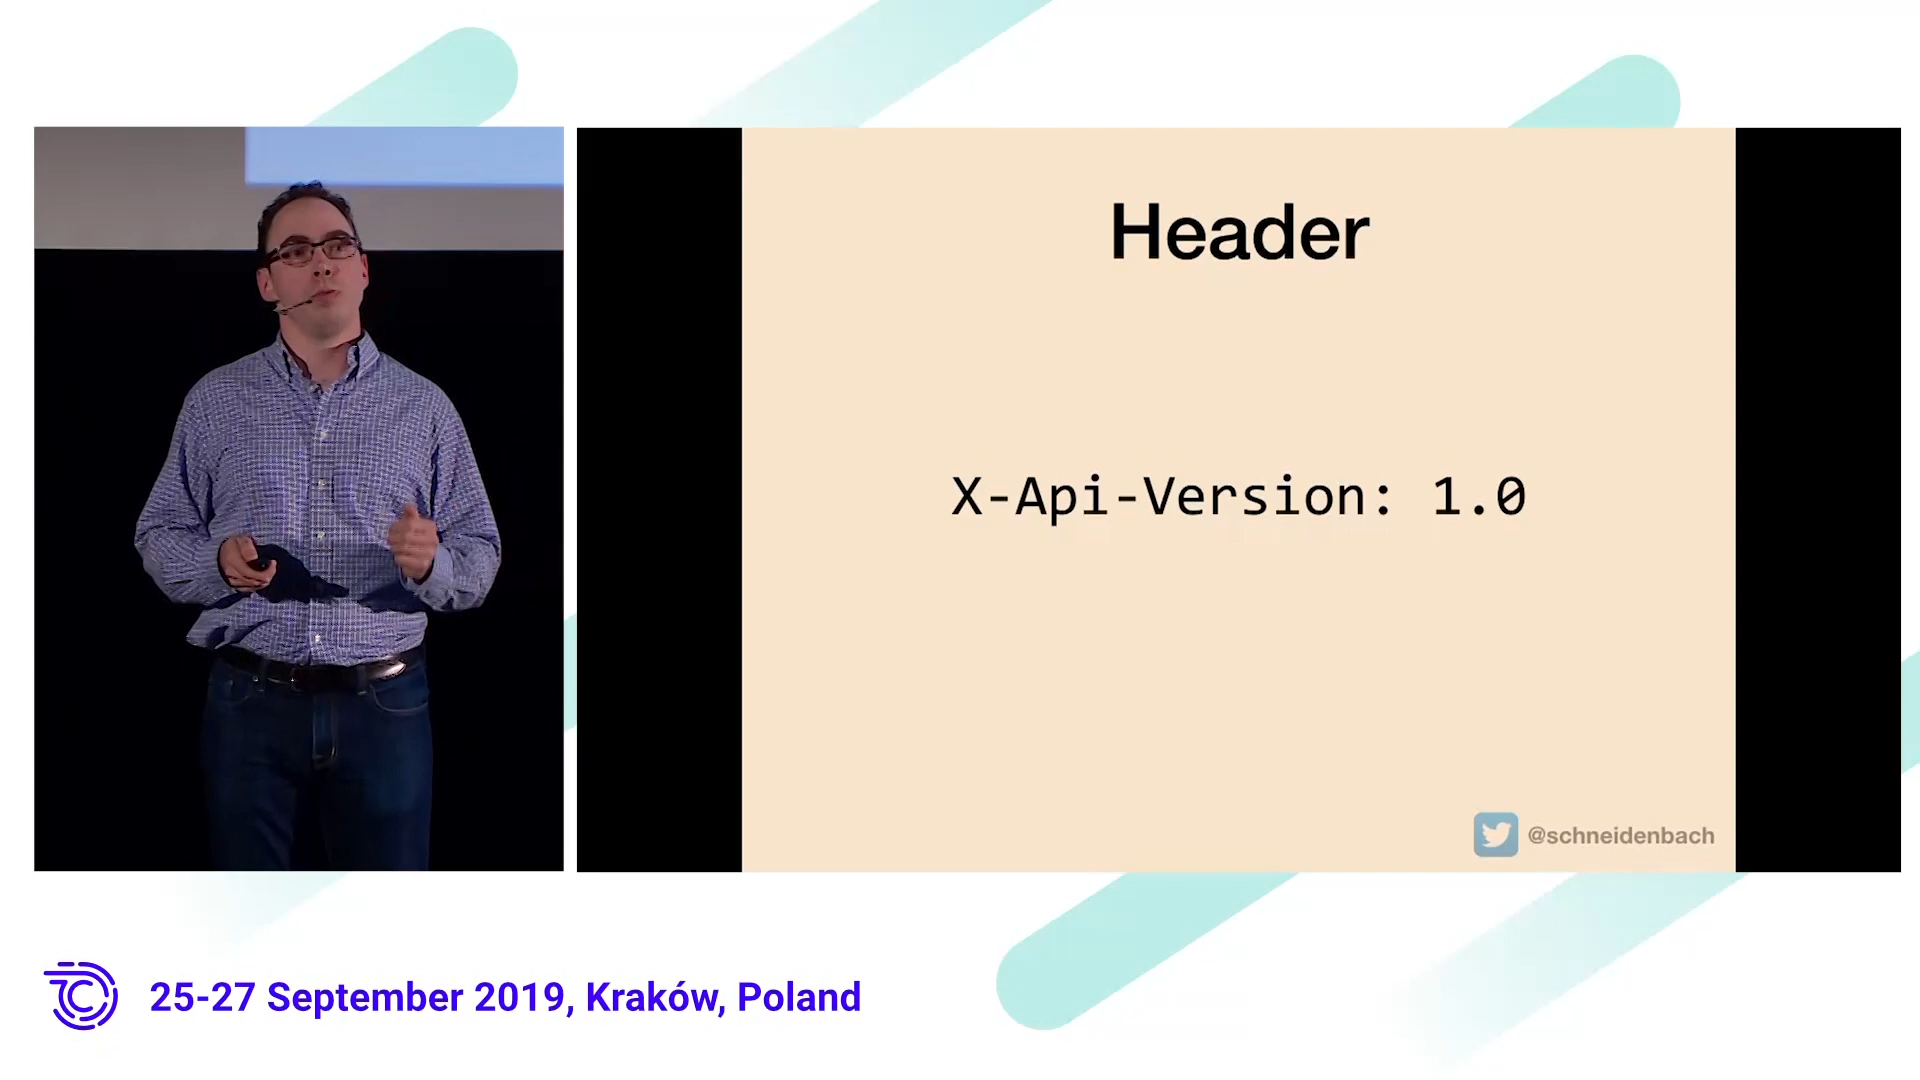 Header
X-Api-Version: 1.0
@schneidenbach
25-27 September 2019, Kraków, Poland